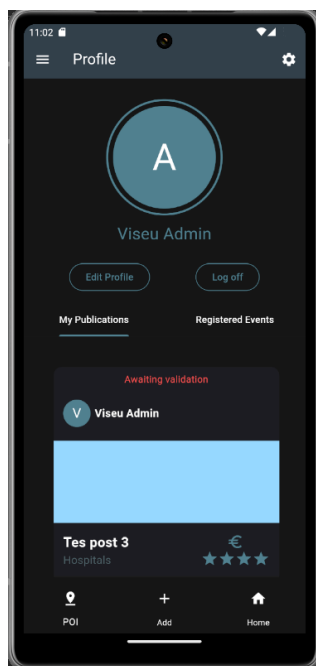 11:02
Profile
A
Viseu Admin
Edit Profile Log off
My Publications Registered Events
Awaiting validation
V Viseu Admin
Tes post 3 €
Hospitals
POI Add Home